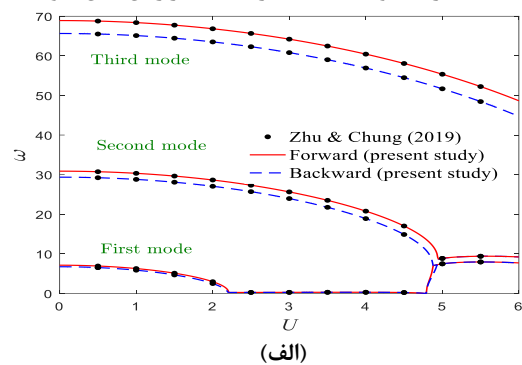 70
60
50
40
30
20
10
0
ω
Third mode
Second mode
First mode
Zhu & Chung (2019)
Forward (present study)
Backward (present study)
0 1 2 3 4 5 6
U
(الف)